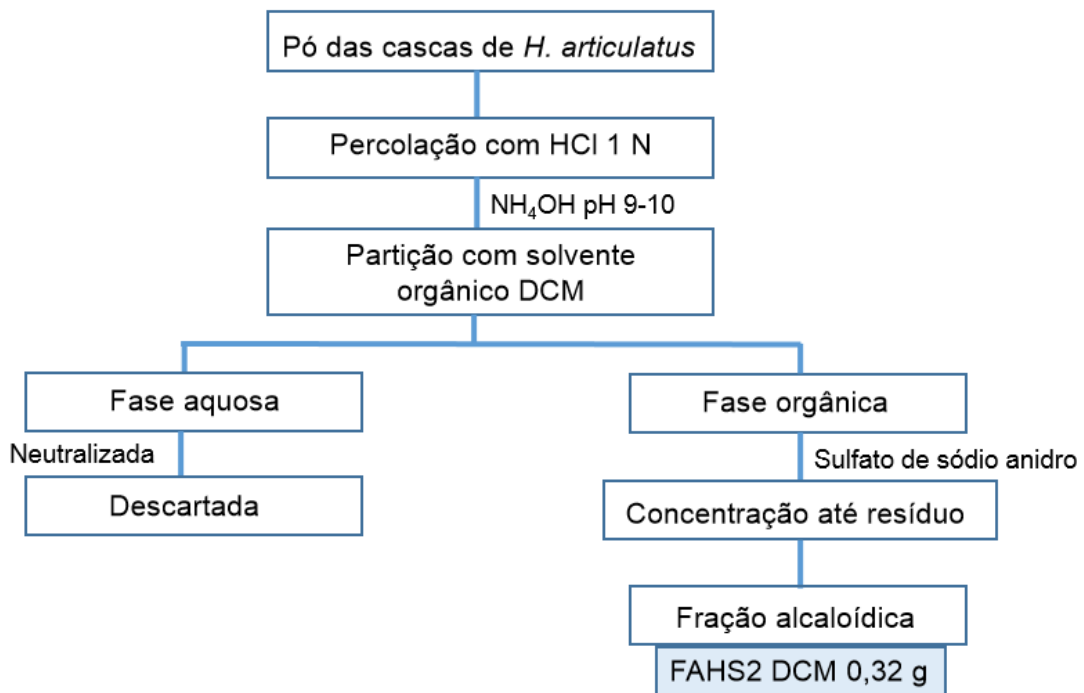 Pó das cascas de H. articulatus
Percolação com HCl 1 N
NH₄OH pH 9-10
Partição com solvente
orgânico DCM
Fase aquosa
Neutralizada
Descartada
Fase orgânica
Sulfato de sódio anidro
Concentração até resíduo
Fração alcaloídica
FAHS2 DCM 0,32 g